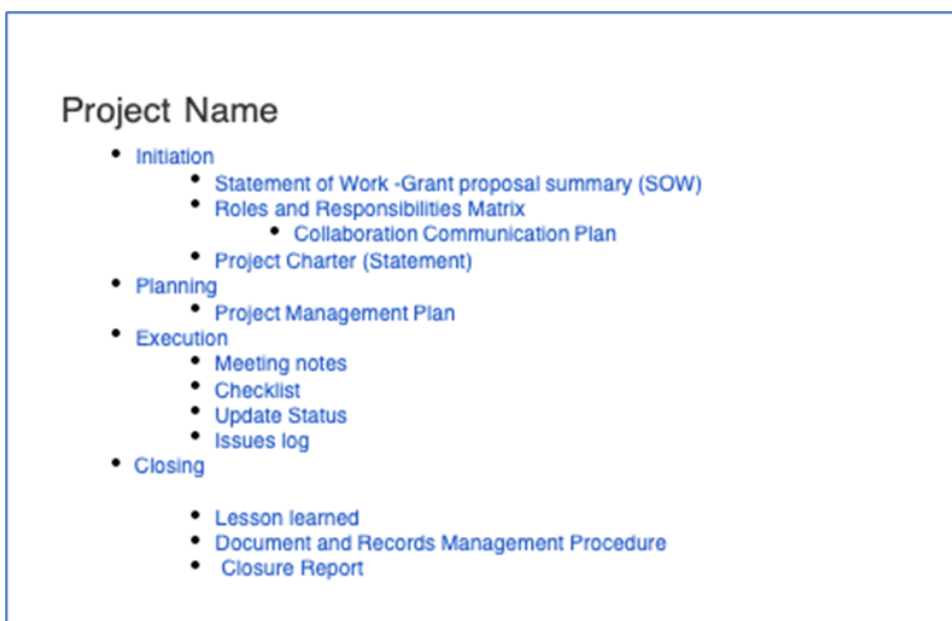 Project Name
• Initiation
• Statement of Work -Grant proposal summary (SOW)
• Roles and Responsibilities Matrix
• Collaboration Communication Plan
• Project Charter (Statement)
• Planning
• Project Management Plan
• Execution
• Meeting notes
• Checklist
• Update Status
• Issues log
• Closing
• Lesson learned
• Document and Records Management Procedure
• Closure Report